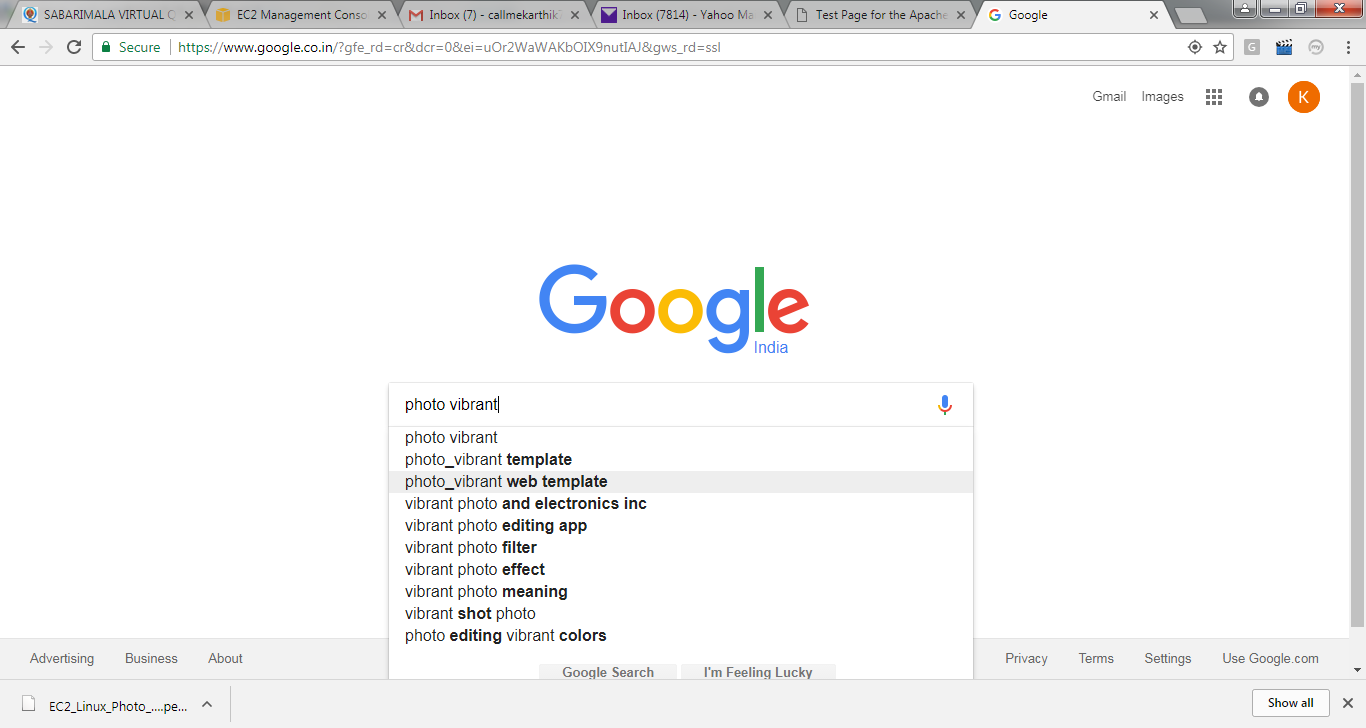 SABARIMALA VIRTUAL Q
EC2 Management Conso
Inbox (7) - callmekarthik
Inbox (7814) - Yahoo Ma
Test Page for the Apache
Google
Secure
https://www.google.co.in/?gfe_rd=cr&dcr=0&ei=uOr2WaWAKbOIX9nutIAJ&gws_rd=ssl
G
my
Gmail
Images
K
Google
India
photo vibrant
photo vibrant
photo_vibrant template
photo_vibrant web template
vibrant photo and electronics inc
vibrant photo editing app
vibrant photo filter
vibrant photo effect
vibrant photo meaning
vibrant shot photo
photo editing vibrant colors
Google Search
I'm Feeling Lucky
Advertising
Business
About
Privacy
Terms
Settings
Use Google.com
EC2_Linux_Photo_....pe...
Show all